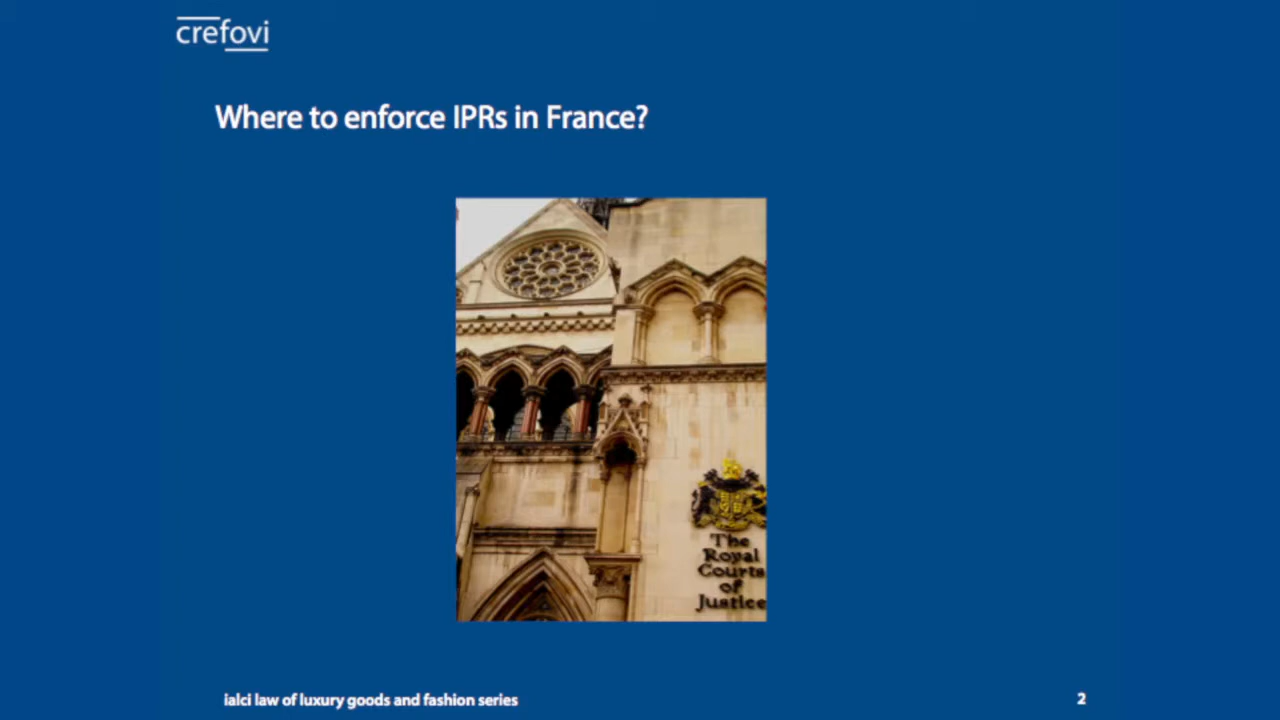 crefovi
Where to enforce IPRs in France?
The
Royal
Courts
of
Justice
ialci law of luxury goods and fashion series
2